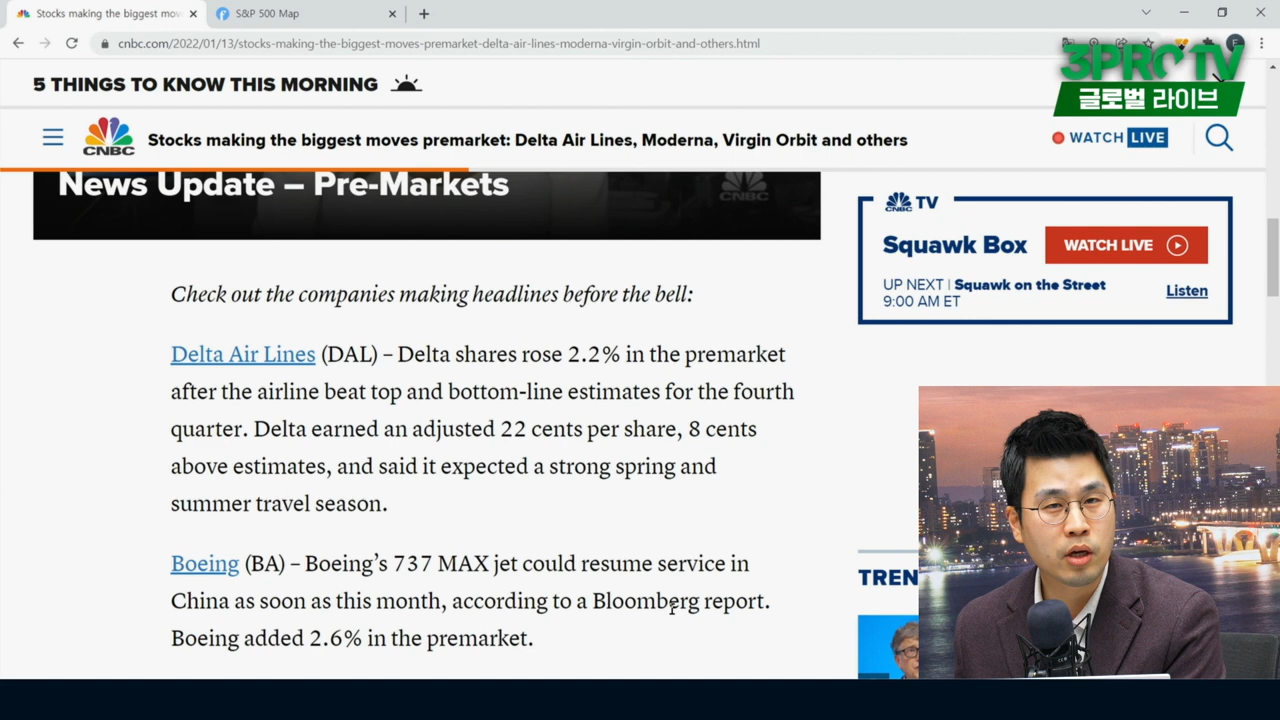 Stocks making the biggest mov
S&P 500 Map
cnbc.com/2022/01/13/stocks-making-the-biggest-moves-premarket-delta-air-lines-moderna-virgin-orbit-and-others.html
5 THINGS TO KNOW THIS MORNING
3PRO TV
글로벌 라이브
CNBC
Stocks making the biggest moves premarket: Delta Air Lines, Moderna, Virgin Orbit and others
WATCH LIVE
News Update – Pre-Markets
CNBC
CNBC TV
Squawk Box
WATCH LIVE
UP NEXT | Squawk on the Street
9:00 AM ET
Listen
Check out the companies making headlines before the bell:
Delta Air Lines (DAL) – Delta shares rose 2.2% in the premarket
after the airline beat top and bottom-line estimates for the fourth
quarter. Delta earned an adjusted 22 cents per share, 8 cents
above estimates, and said it expected a strong spring and
summer travel season.
Boeing (BA) – Boeing’s 737 MAX jet could resume service in
China as soon as this month, according to a Bloomberg report.
Boeing added 2.6% in the premarket.
TREN